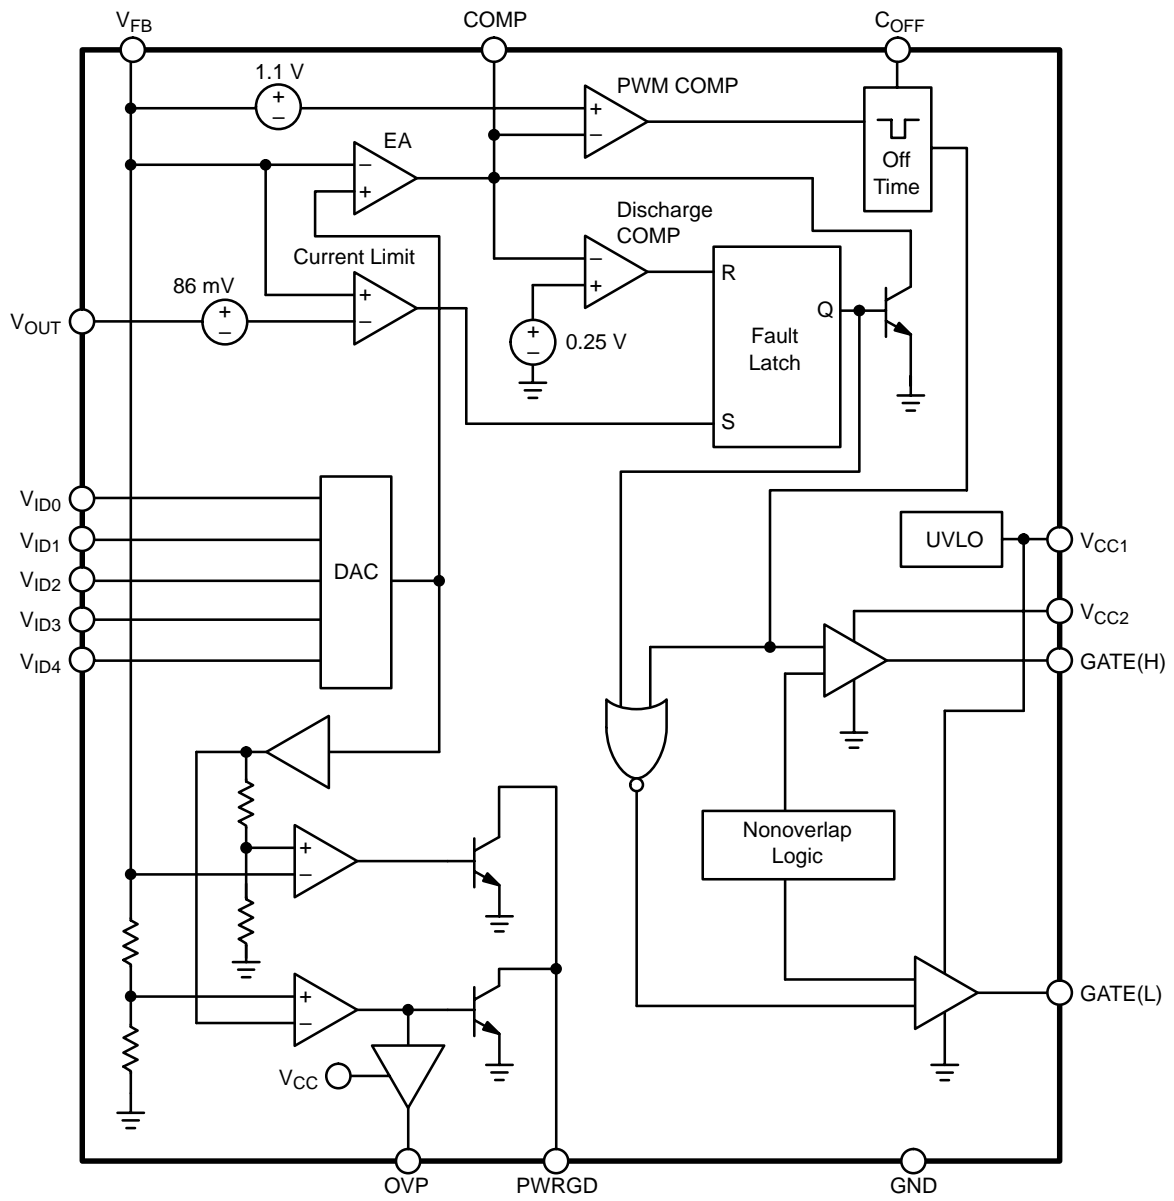 VFB
COMP
COFF
1.1 V
+
−
PWM COMP
+
−
EA
−
+
Off
Time
Discharge
COMP
−
+
Current Limit
+
−
86 mV
+
−
VOUT
+
−
0.25 V
R
Q
Fault
Latch
S
VID0
VID1
VID2
VID3
VID4
DAC
UVLO
VCC1
VCC2
GATE(H)
Nonoverlap
Logic
+
−
+
−
GATE(L)
VCC
OVP
PWRGD
GND